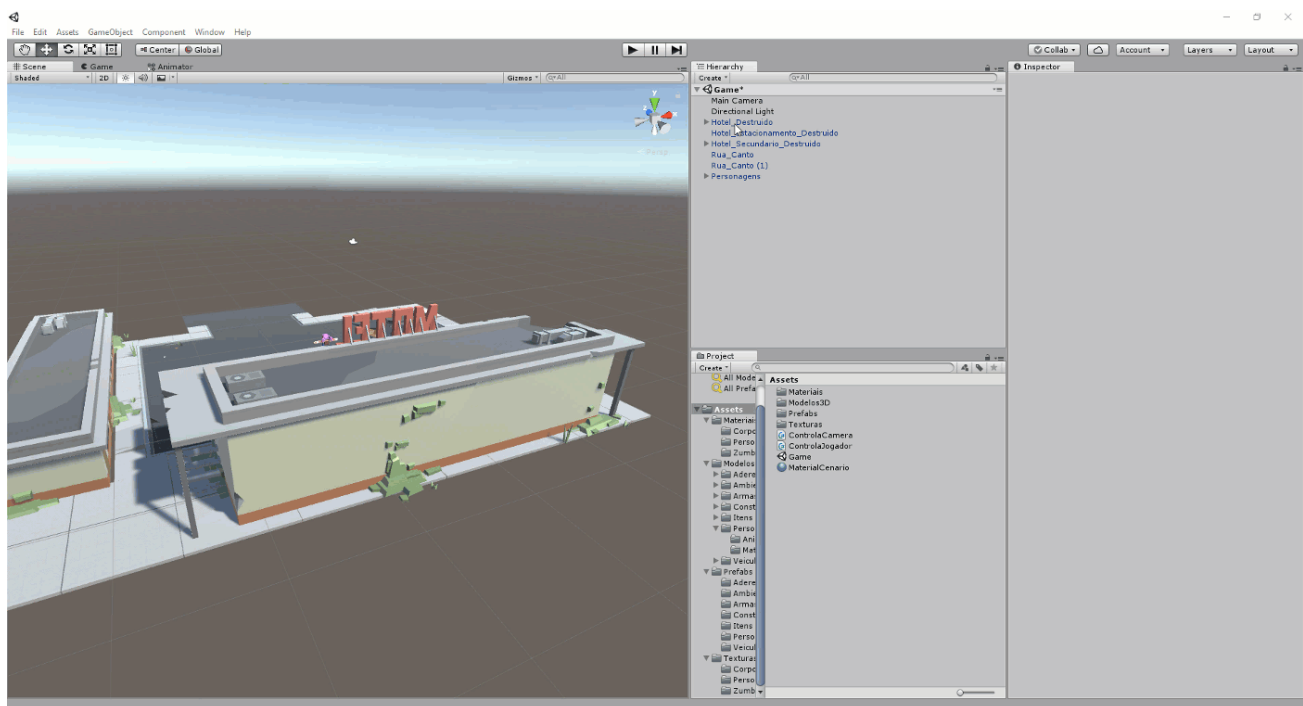 File Edit Assets GameObject Component Window Help
Center Global
Collab Account Layers Layout
Scene Game Animator
Shaded 2D Gizmos All
Persp
MOTEL
Hierarchy
Create All
Game*
Main Camera
Directional Light
Hotel_Destruido
Hotel_Estacionamento_Destruido
Hotel_Secundario_Destruido
Rua_Canto
Rua_Canto (1)
Personagens
Inspector
Project
Create
All Mode
All Prefa
Assets
Materiai
Corpo
Perso
Zumb
Modelos
Adere
Ambie
Armas
Const
Itens
Perso
Ani
Mat
Veicul
Prefabs
Adere
Ambie
Armas
Const
Itens
Perso
Veicul
Texturas
Corpo
Perso
Zumb
Assets
Materiais
Modelos3D
Prefabs
Texturas
ControlaCamera
ControlaJogador
Game
MaterialCenario